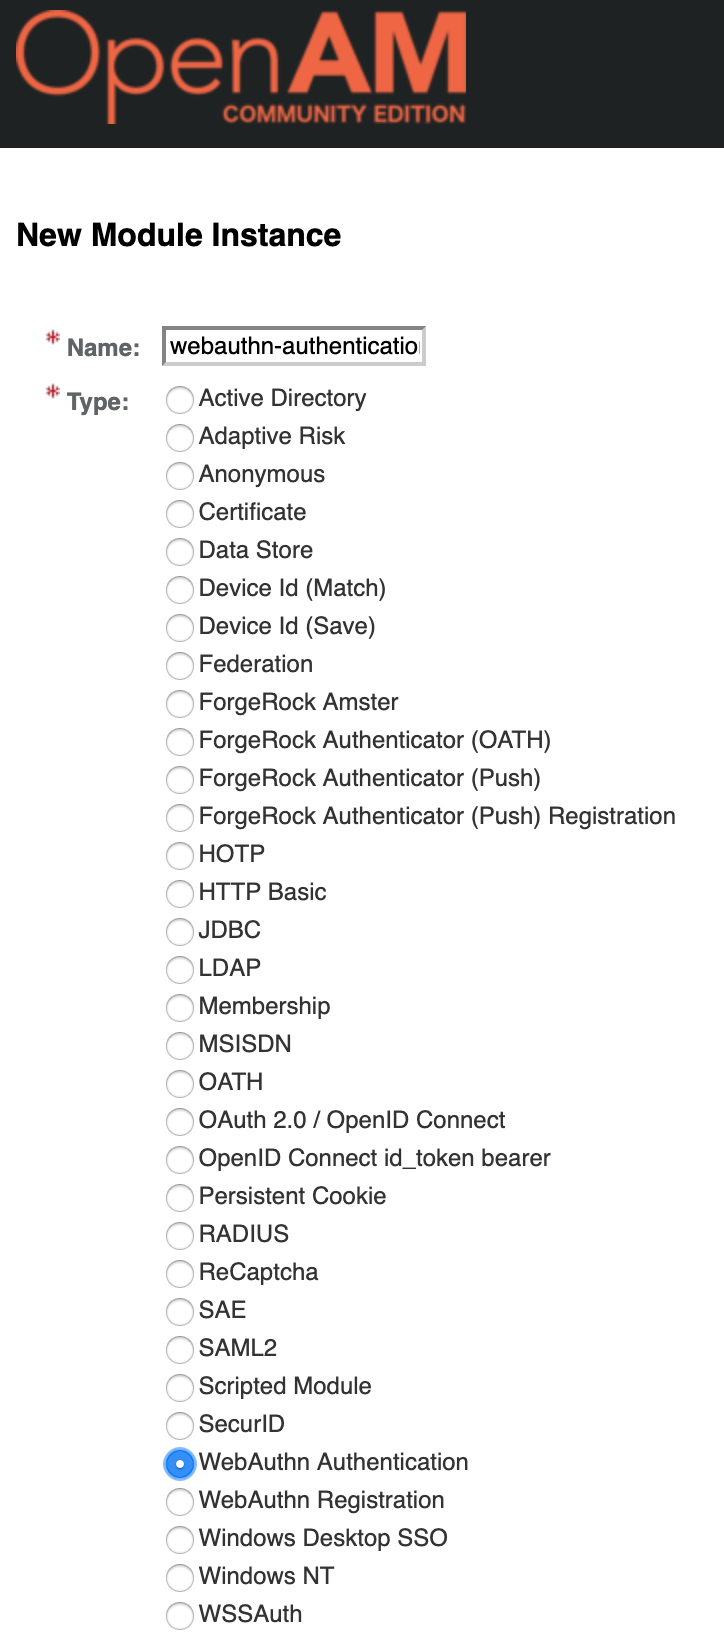 OpenAM
COMMUNITY EDITION
New Module Instance
* Name: webauthn-authenticatio
* Type:
Active Directory
Adaptive Risk
Anonymous
Certificate
Data Store
Device Id (Match)
Device Id (Save)
Federation
ForgeRock Amster
ForgeRock Authenticator (OATH)
ForgeRock Authenticator (Push)
ForgeRock Authenticator (Push) Registration
HOTP
HTTP Basic
JDBC
LDAP
Membership
MSISDN
OATH
OAuth 2.0 / OpenID Connect
OpenID Connect id_token bearer
Persistent Cookie
RADIUS
ReCaptcha
SAE
SAML2
Scripted Module
SecurID
WebAuthn Authentication
WebAuthn Registration
Windows Desktop SSO
Windows NT
WSSAuth